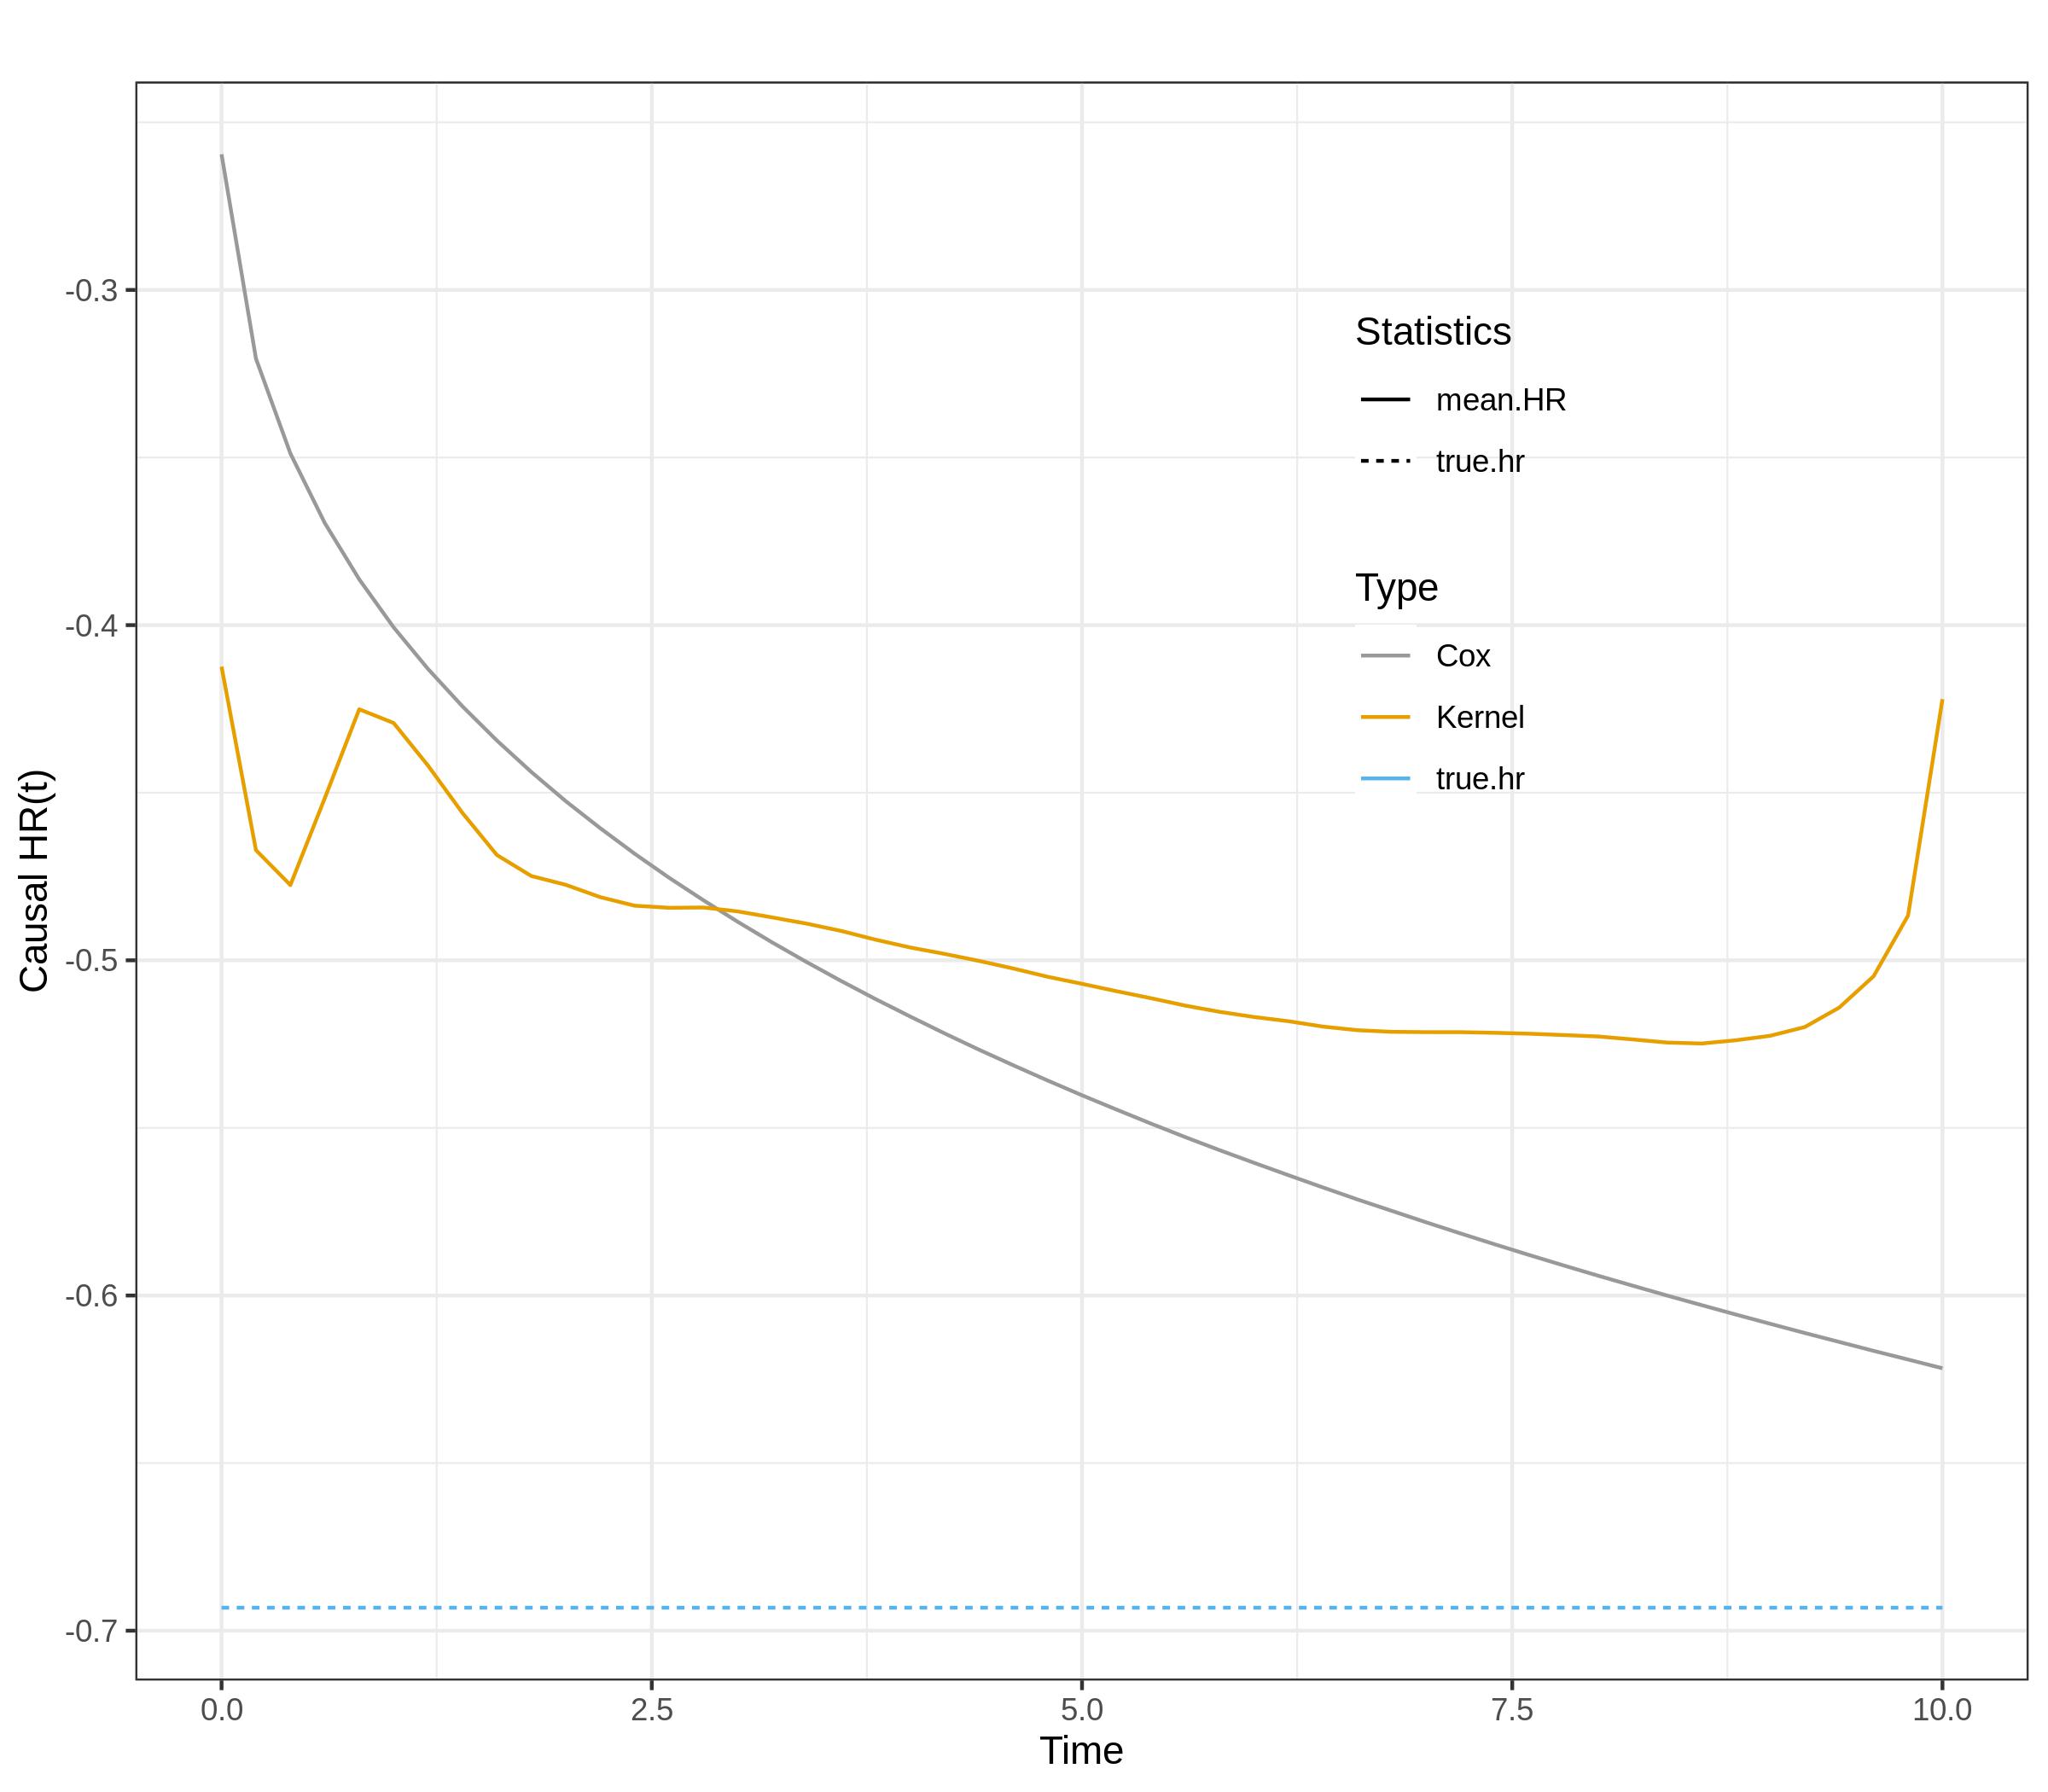 Statistics
mean.HR
true.hr
Type
Cox
Kernel
true.hr
Causal HR(t)
-0.3
-0.4
-0.5
-0.6
-0.7
0.0 2.5 5.0 7.5 10.0
Time